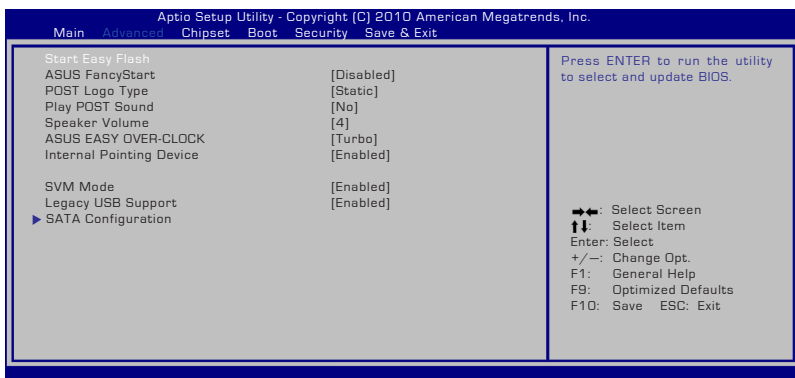 Aptio Setup Utility - Copyright (C) 2010 American Megatrends, Inc.
Main Advanced Chipset Boot Security Save & Exit
Start Easy Flash
ASUS FancyStart [Disabled]
POST Logo Type [Static]
Play POST Sound [No]
Speaker Volume [4]
ASUS EASY OVER-CLOCK [Turbo]
Internal Pointing Device [Enabled]
SVM Mode [Enabled]
Legacy USB Support [Enabled]
SATA Configuration
Press ENTER to run the utility
to select and update BIOS.
→←: Select Screen
↑↓: Select Item
Enter: Select
+/—: Change Opt.
F1: General Help
F9: Optimized Defaults
F10: Save ESC: Exit